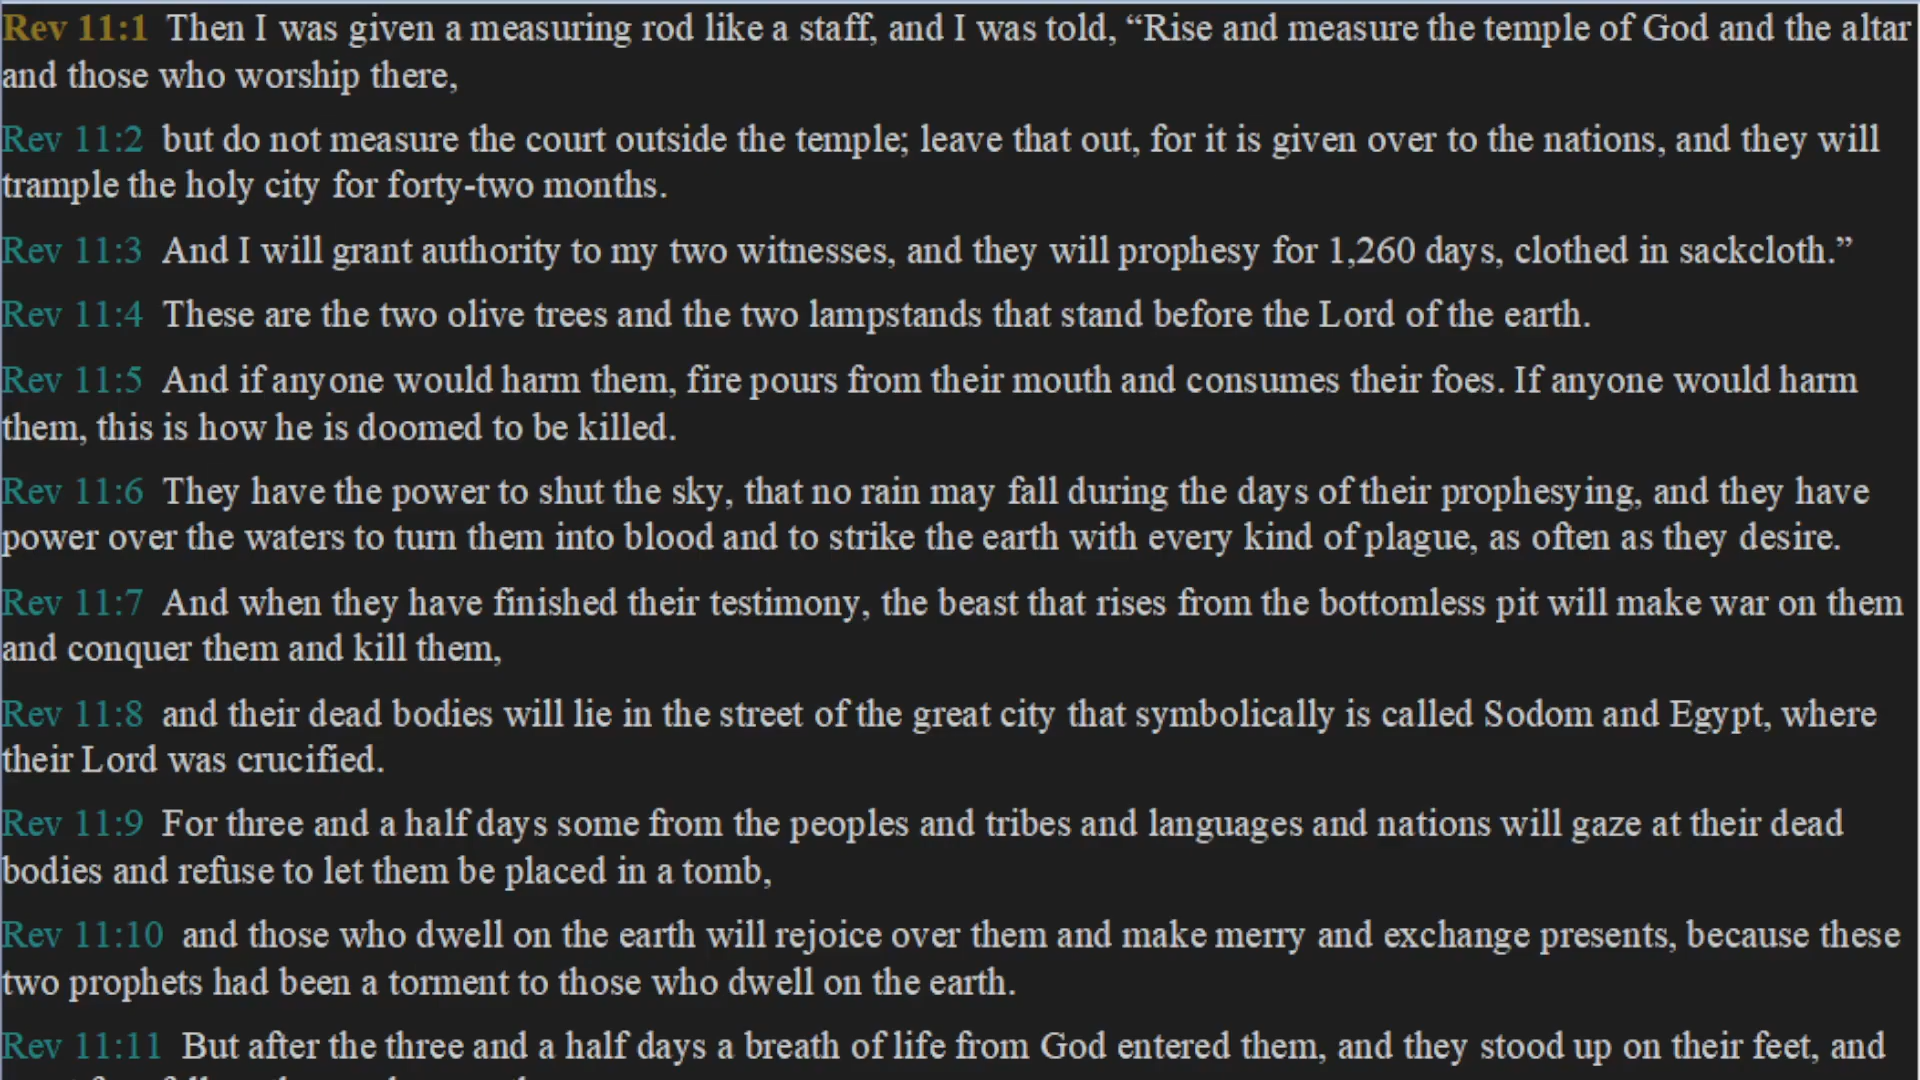 Rev 11:1 Then I was given a measuring rod like a staff, and I was told, “Rise and measure the temple of God and the altar
and those who worship there,
Rev 11:2 but do not measure the court outside the temple; leave that out, for it is given over to the nations, and they will
trample the holy city for forty-two months.
Rev 11:3 And I will grant authority to my two witnesses, and they will prophesy for 1,260 days, clothed in sackcloth.”
Rev 11:4 These are the two olive trees and the two lampstands that stand before the Lord of the earth.
Rev 11:5 And if anyone would harm them, fire pours from their mouth and consumes their foes. If anyone would harm
them, this is how he is doomed to be killed.
Rev 11:6 They have the power to shut the sky, that no rain may fall during the days of their prophesying, and they have
power over the waters to turn them into blood and to strike the earth with every kind of plague, as often as they desire.
Rev 11:7 And when they have finished their testimony, the beast that rises from the bottomless pit will make war on them
and conquer them and kill them,
Rev 11:8 and their dead bodies will lie in the street of the great city that symbolically is called Sodom and Egypt, where
their Lord was crucified.
Rev 11:9 For three and a half days some from the peoples and tribes and languages and nations will gaze at their dead
bodies and refuse to let them be placed in a tomb,
Rev 11:10 and those who dwell on the earth will rejoice over them and make merry and exchange presents, because these
two prophets had been a torment to those who dwell on the earth.
Rev 11:11 But after the three and a half days a breath of life from God entered them, and they stood up on their feet, and